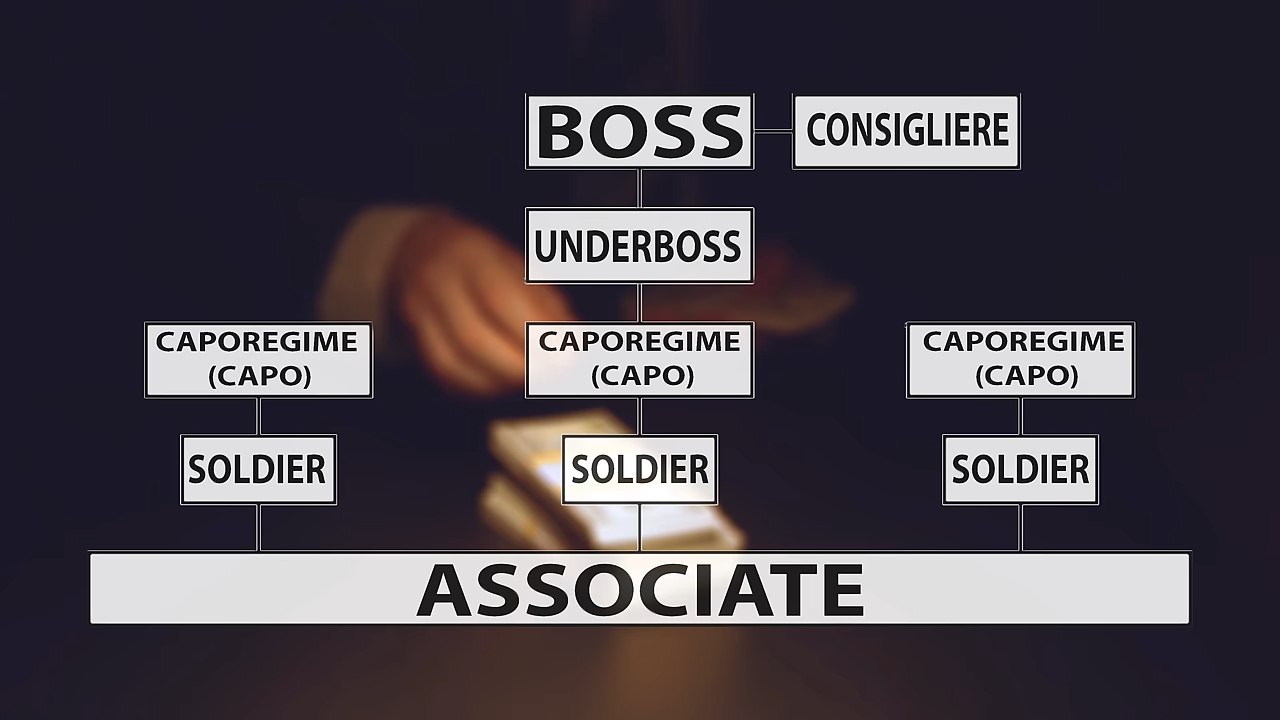 BOSS
CONSIGLIERE
UNDERBOSS
CAPOREGIME
(CAPO)
CAPOREGIME
(CAPO)
CAPOREGIME
(CAPO)
SOLDIER
SOLDIER
SOLDIER
ASSOCIATE